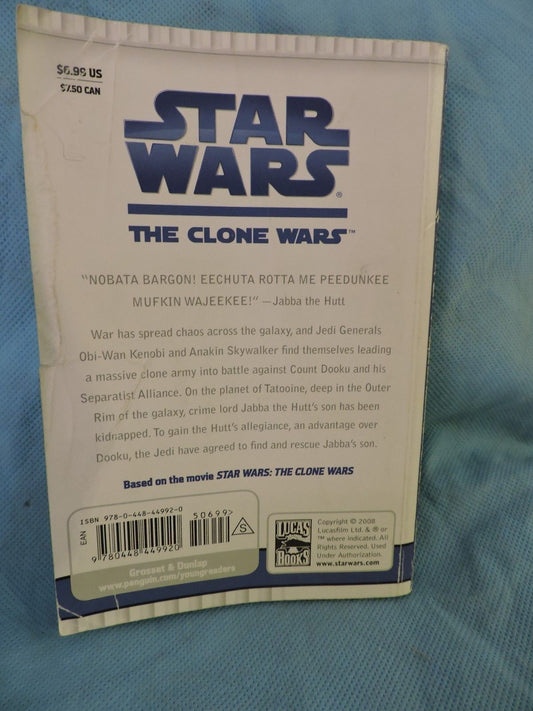 $6.99 US
$7.50 CAN
STAR
WARS®
THE CLONE WARS™
"NOBATA BARGON! EECHUTA ROTTA ME PEEDUNKEE
MUFKIN WAJEEKEE!" —Jabba the Hutt
War has spread chaos across the galaxy, and Jedi Generals
Obi-Wan Kenobi and Anakin Skywalker find themselves leading
a massive clone army into battle against Count Dooku and his
Separatist Alliance. On the planet of Tatooine, deep in the Outer
Rim of the galaxy, crime lord Jabba the Hutt's son has been
kidnapped. To gain the Hutt's allegiance, an advantage over
Dooku, the Jedi have agreed to find and rescue Jabba's son.
Based on the movie STAR WARS: THE CLONE WARS
ISBN 978-0-448-44992-0
50699>
EAN
S
9 780448 449920
Grosset & Dunlap
www.penguin.com/youngreaders
LUCAS
BOOKS
Copyright © 2008
Lucasfilm Ltd. & ® or
™ where indicated. All
Rights Reserved. Used
Under Authorization.
www.starwars.com